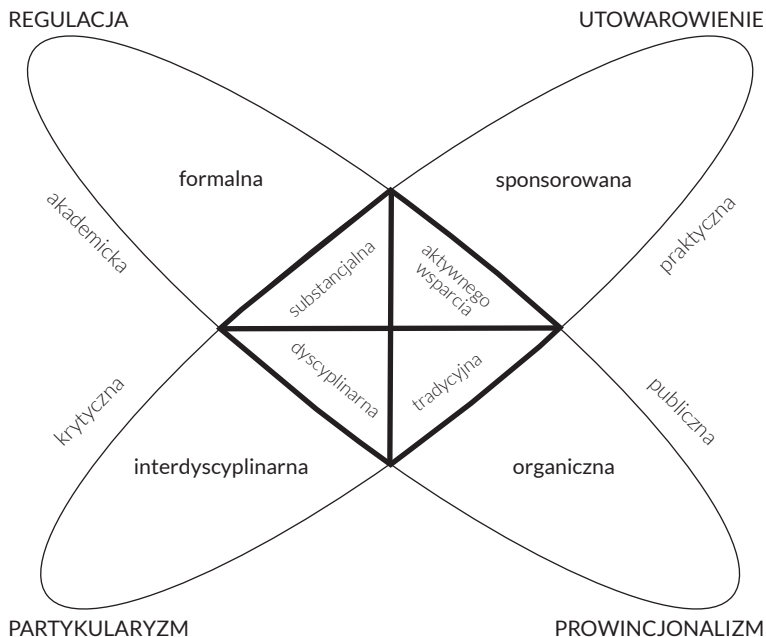 REGULACJA
UTOWAROWIENIE
formalna
sponsorowana
akademicka
substancjalna
aktywnego
wsparcia
praktyczna
krytyczna
dyscyplinarna
tradycyjna
publiczna
interdyscyplinarna
organiczna
PARTYKULARYZM
PROWINCJONALIZM